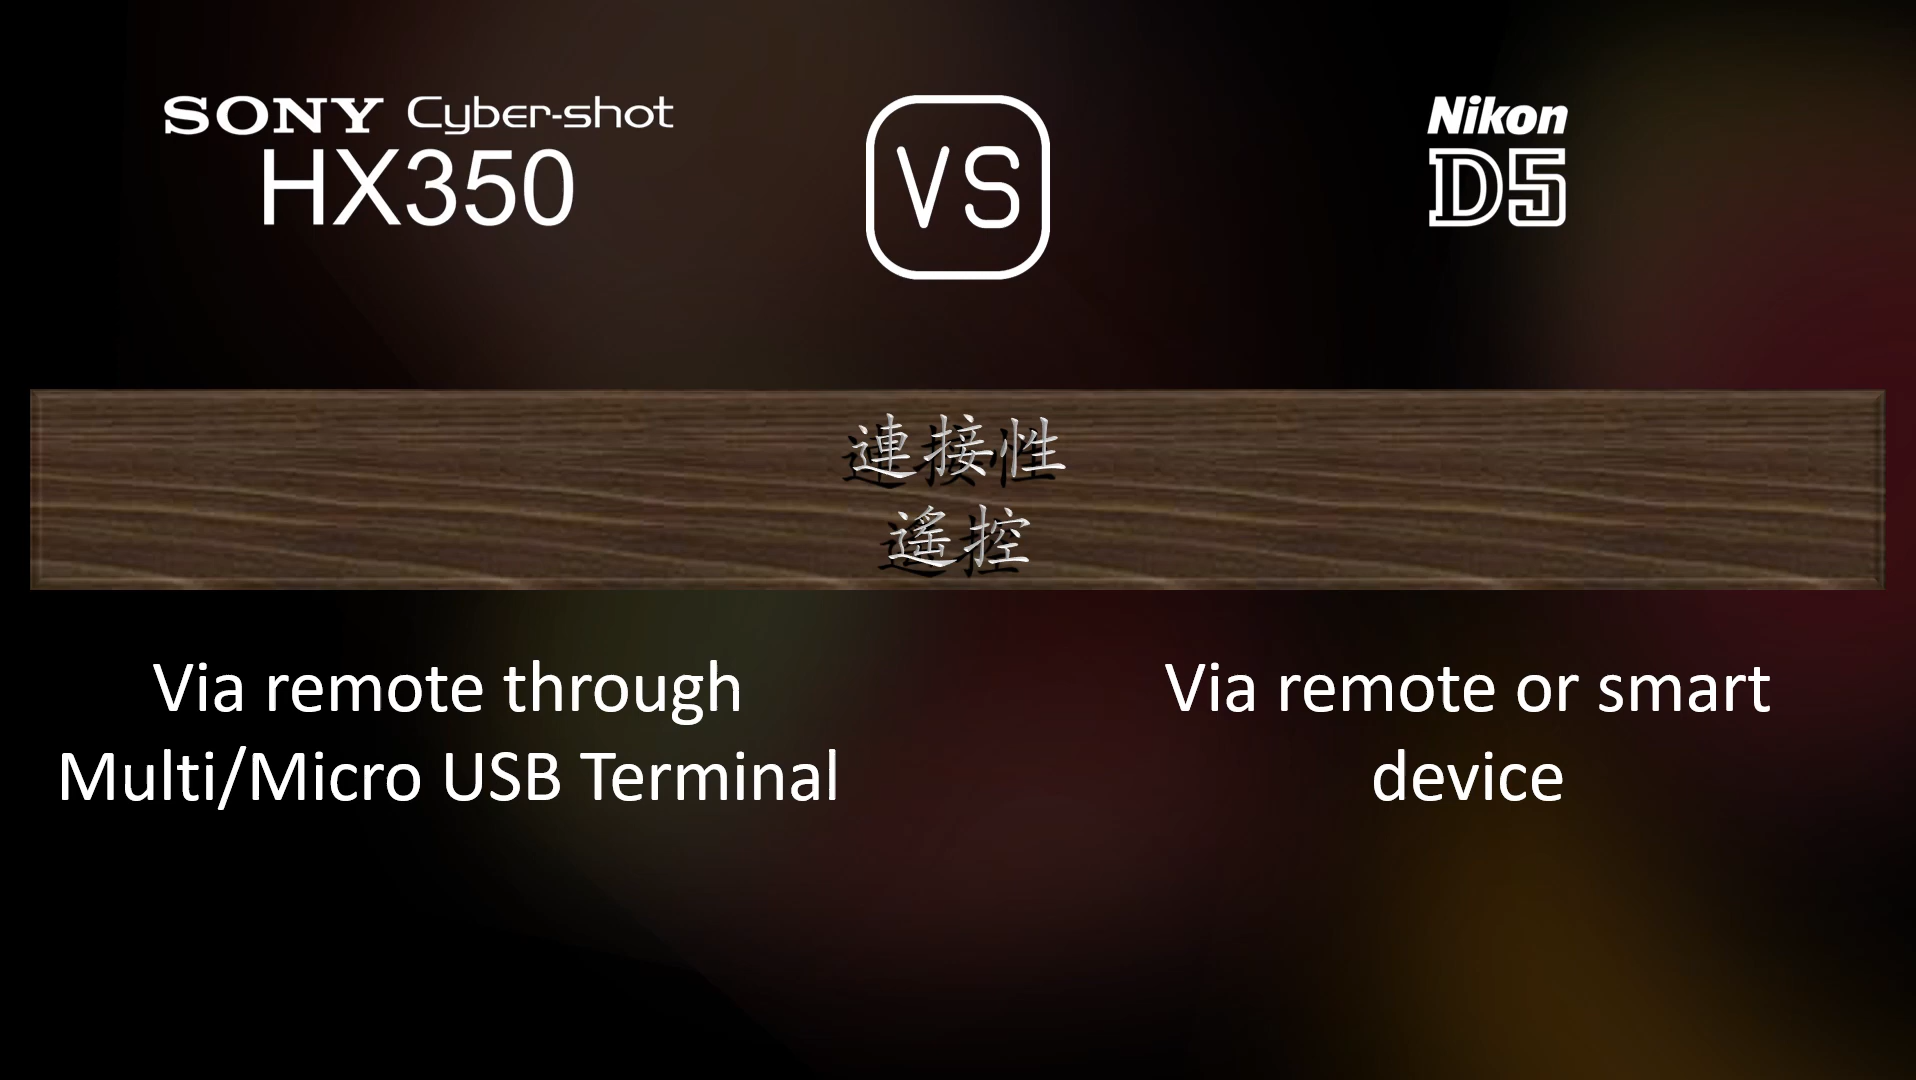 SONY Cyber-shot
HX350
VS
Nikon
D5
連接性
遙控
Via remote through
Multi/Micro USB Terminal
Via remote or smart
device